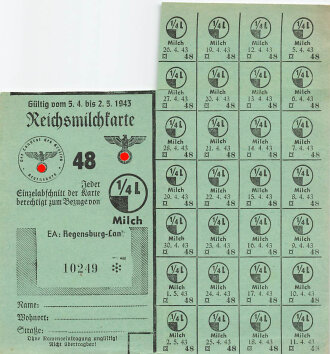 Gültig vom 5. 4. bis 2. 5. 1943
Reichsmilchkarte
48
Jeder
Einzelabschnitt der Karte
berechtigt zum Bezuge von
1/4 L
Milch
EA: Regensburg-Lan
10249 *
Name:
Wohnort:
Straße:
Ohne Namenseintragung ungültig!
Nicht übertragbar!
1/4 L 1/4 L 1/4 L 1/4 L
Milch Milch Milch Milch
26. 4. 43 19. 4. 43 12. 4. 43 5. 4. 43
48 48 48 48
1/4 L 1/4 L 1/4 L 1/4 L
Milch Milch Milch Milch
27. 4. 43 20. 4. 43 13. 4. 43 6. 4. 43
48 48 48 48
1/4 L 1/4 L 1/4 L 1/4 L
Milch Milch Milch Milch
28. 4. 43 21. 4. 43 14. 4. 43 7. 4. 43
48 48 48 48
1/4 L 1/4 L 1/4 L 1/4 L
Milch Milch Milch Milch
29. 4. 43 22. 4. 43 15. 4. 43 8. 4. 43
48 48 48 48
1/4 L 1/4 L 1/4 L 1/4 L
Milch Milch Milch Milch
30. 4. 43 23. 4. 43 16. 4. 43 9. 4. 43
48 48 48 48
1/4 L 1/4 L 1/4 L 1/4 L
Milch Milch Milch Milch
1. 5. 43 24. 4. 43 17. 4. 43 10. 4. 43
48 48 48 48
1/4 L 1/4 L 1/4 L 1/4 L
Milch Milch Milch Milch
2. 5. 43 25. 4. 43 18. 4. 43 11. 4. 43
48 48 48 48